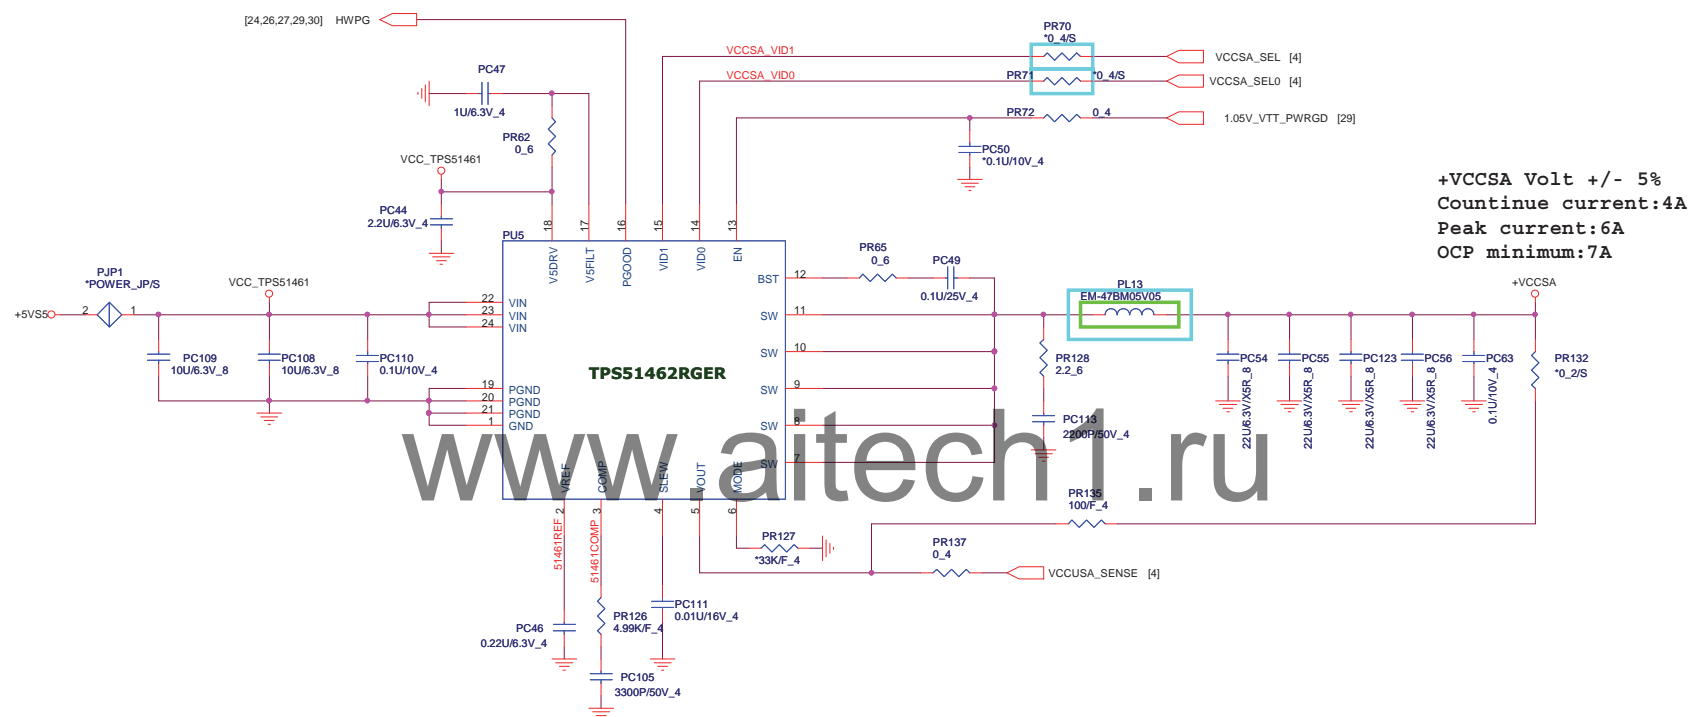 [24,26,27,29,30] HWPG
PR70
*0_4/S
VCCSA_VID1
VCCSA_SEL [4]
VCCSA_VID0
PR71
*0_4/S
VCCSA_SEL0 [4]
PC47
1U/6.3V_4
PR72
0_4
1.05V_VTT_PWRGD [29]
PR62
0_6
PC50
*0.1U/10V_4
VCC_TPS51461
+VCCSA Volt +/- 5%
Countinue current:4A
Peak current:6A
OCP minimum:7A
PC44
2.2U/6.3V_4
18
17
16
15
14
13
PU5
V5DRV
V5FILT
PGOOD
VID1
VID0
EN
PR65
0_6
PC49
0.1U/25V_4
BST
12
PJP1
*POWER_JP/S
VCC_TPS51461
PL13
EM-47BM05V05
+VCCSA
+5VS5
2
1
22
VIN
23
VIN
24
VIN
SW
11
SW
10
SW
9
SW
8
SW
7
PC109
10U/6.3V_8
PC108
10U/6.3V_8
PC110
0.1U/10V_4
TPS51462RGER
PR128
2.2_6
PC54
22U/6.3V/X5R_8
PC55
22U/6.3V/X5R_8
PC123
22U/6.3V/X5R_8
PC56
22U/6.3V/X5R_8
PC63
0.1U/10V_4
PR132
*0_2/S
19
PGND
20
PGND
21
PGND
1
GND
PC113
2200P/50V_4
www.aitech1.ru
VREF
COMP
SLEW
VOUT
MODE
2
3
4
5
6
51461REF
51461COMP
PR135
100/F_4
PR127
*33K/F_4
PR137
0_4
VCCUSA_SENSE [4]
PC46
0.22U/6.3V_4
PR126
4.99K/F_4
PC111
0.01U/16V_4
PC105
3300P/50V_4